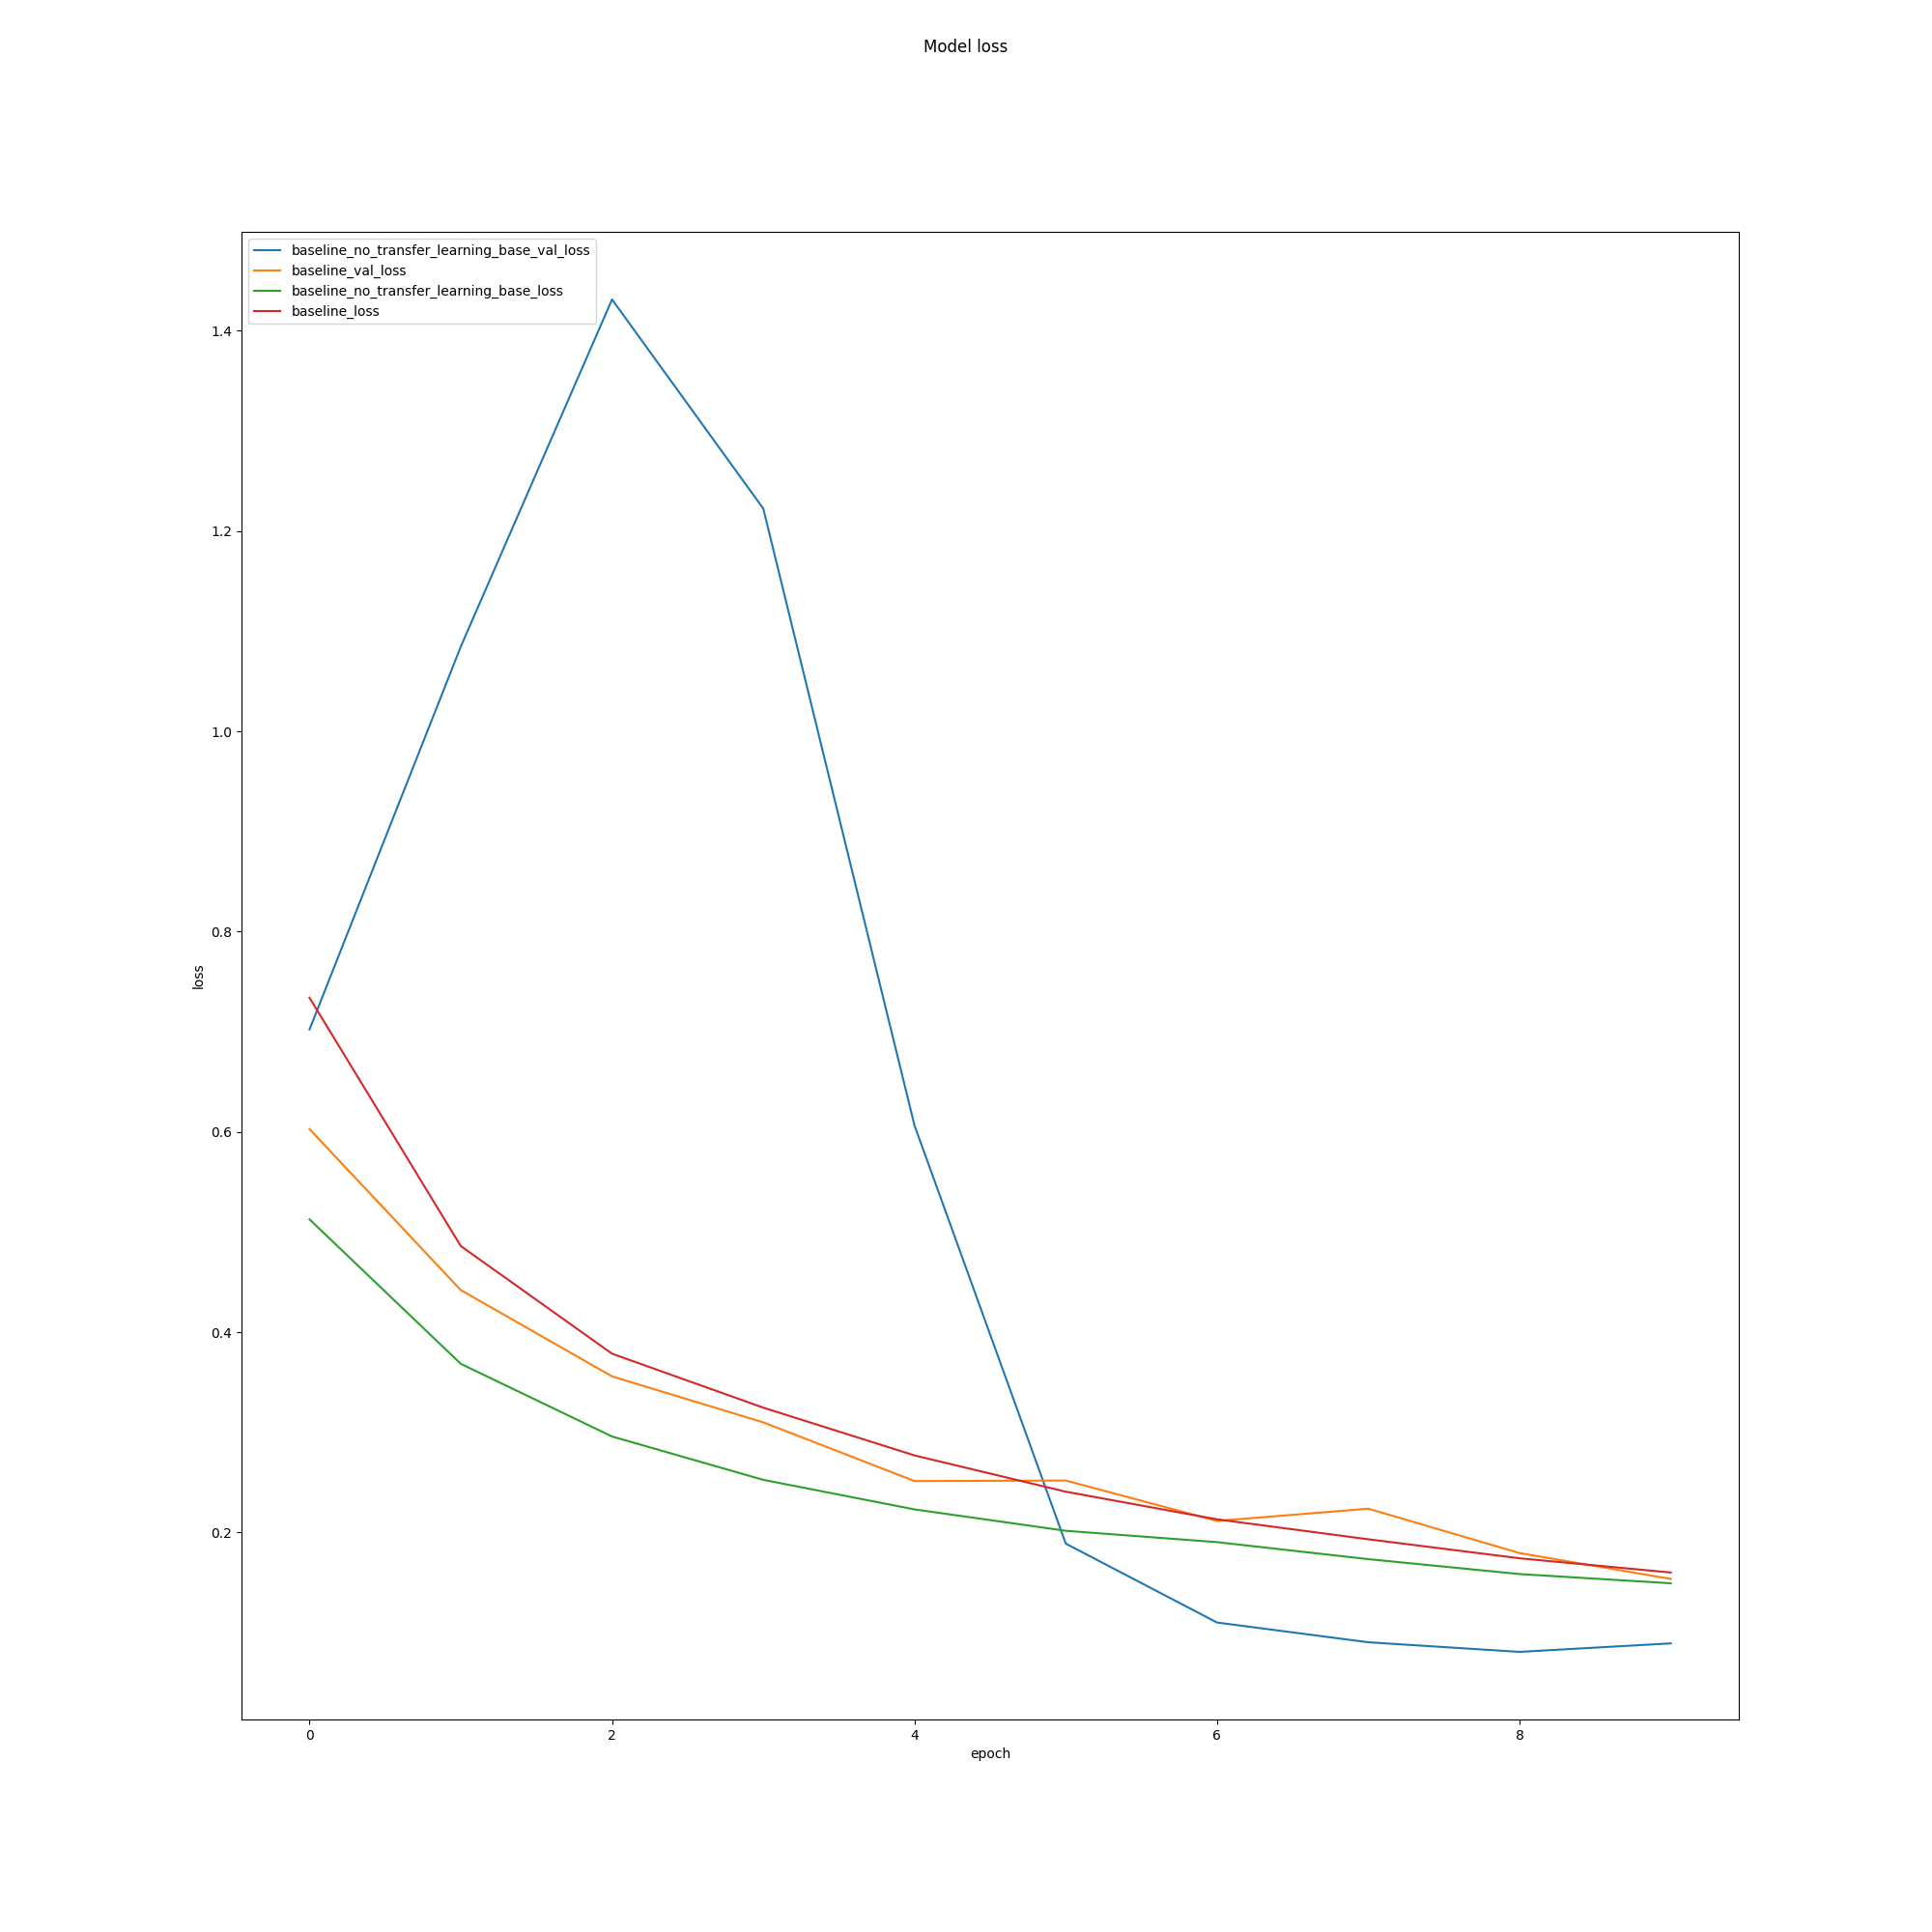 Model loss
baseline_no_transfer_learning_base_val_loss
baseline_val_loss
baseline_no_transfer_learning_base_loss
baseline_loss
1.4
1.2
1.0
0.8
0.6
0.4
0.2
loss
0 2 4 6 8
epoch